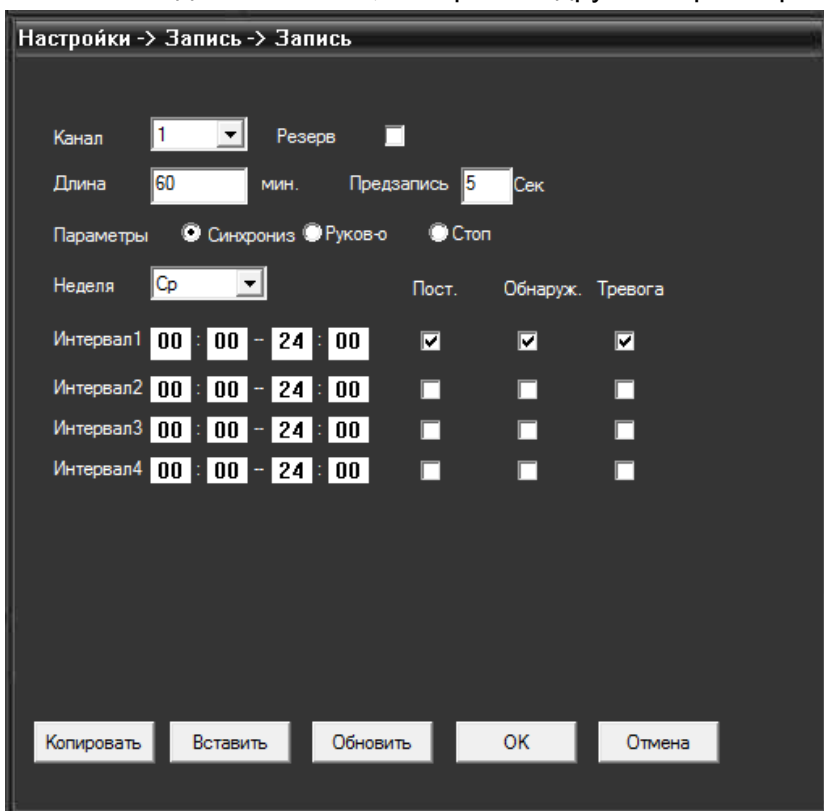 Настройки -> Запись -> Запись
Канал 1 Резерв
Длина 60 мин. Предзапись 5 Сек
Параметры Синхрониз Руков-о Стоп
Неделя Ср Пост. Обнаруж. Тревога
Интервал1 00 : 00 - 24 : 00
Интервал2 00 : 00 - 24 : 00
Интервал3 00 : 00 - 24 : 00
Интервал4 00 : 00 - 24 : 00
Копировать Вставить Обновить OK Отмена